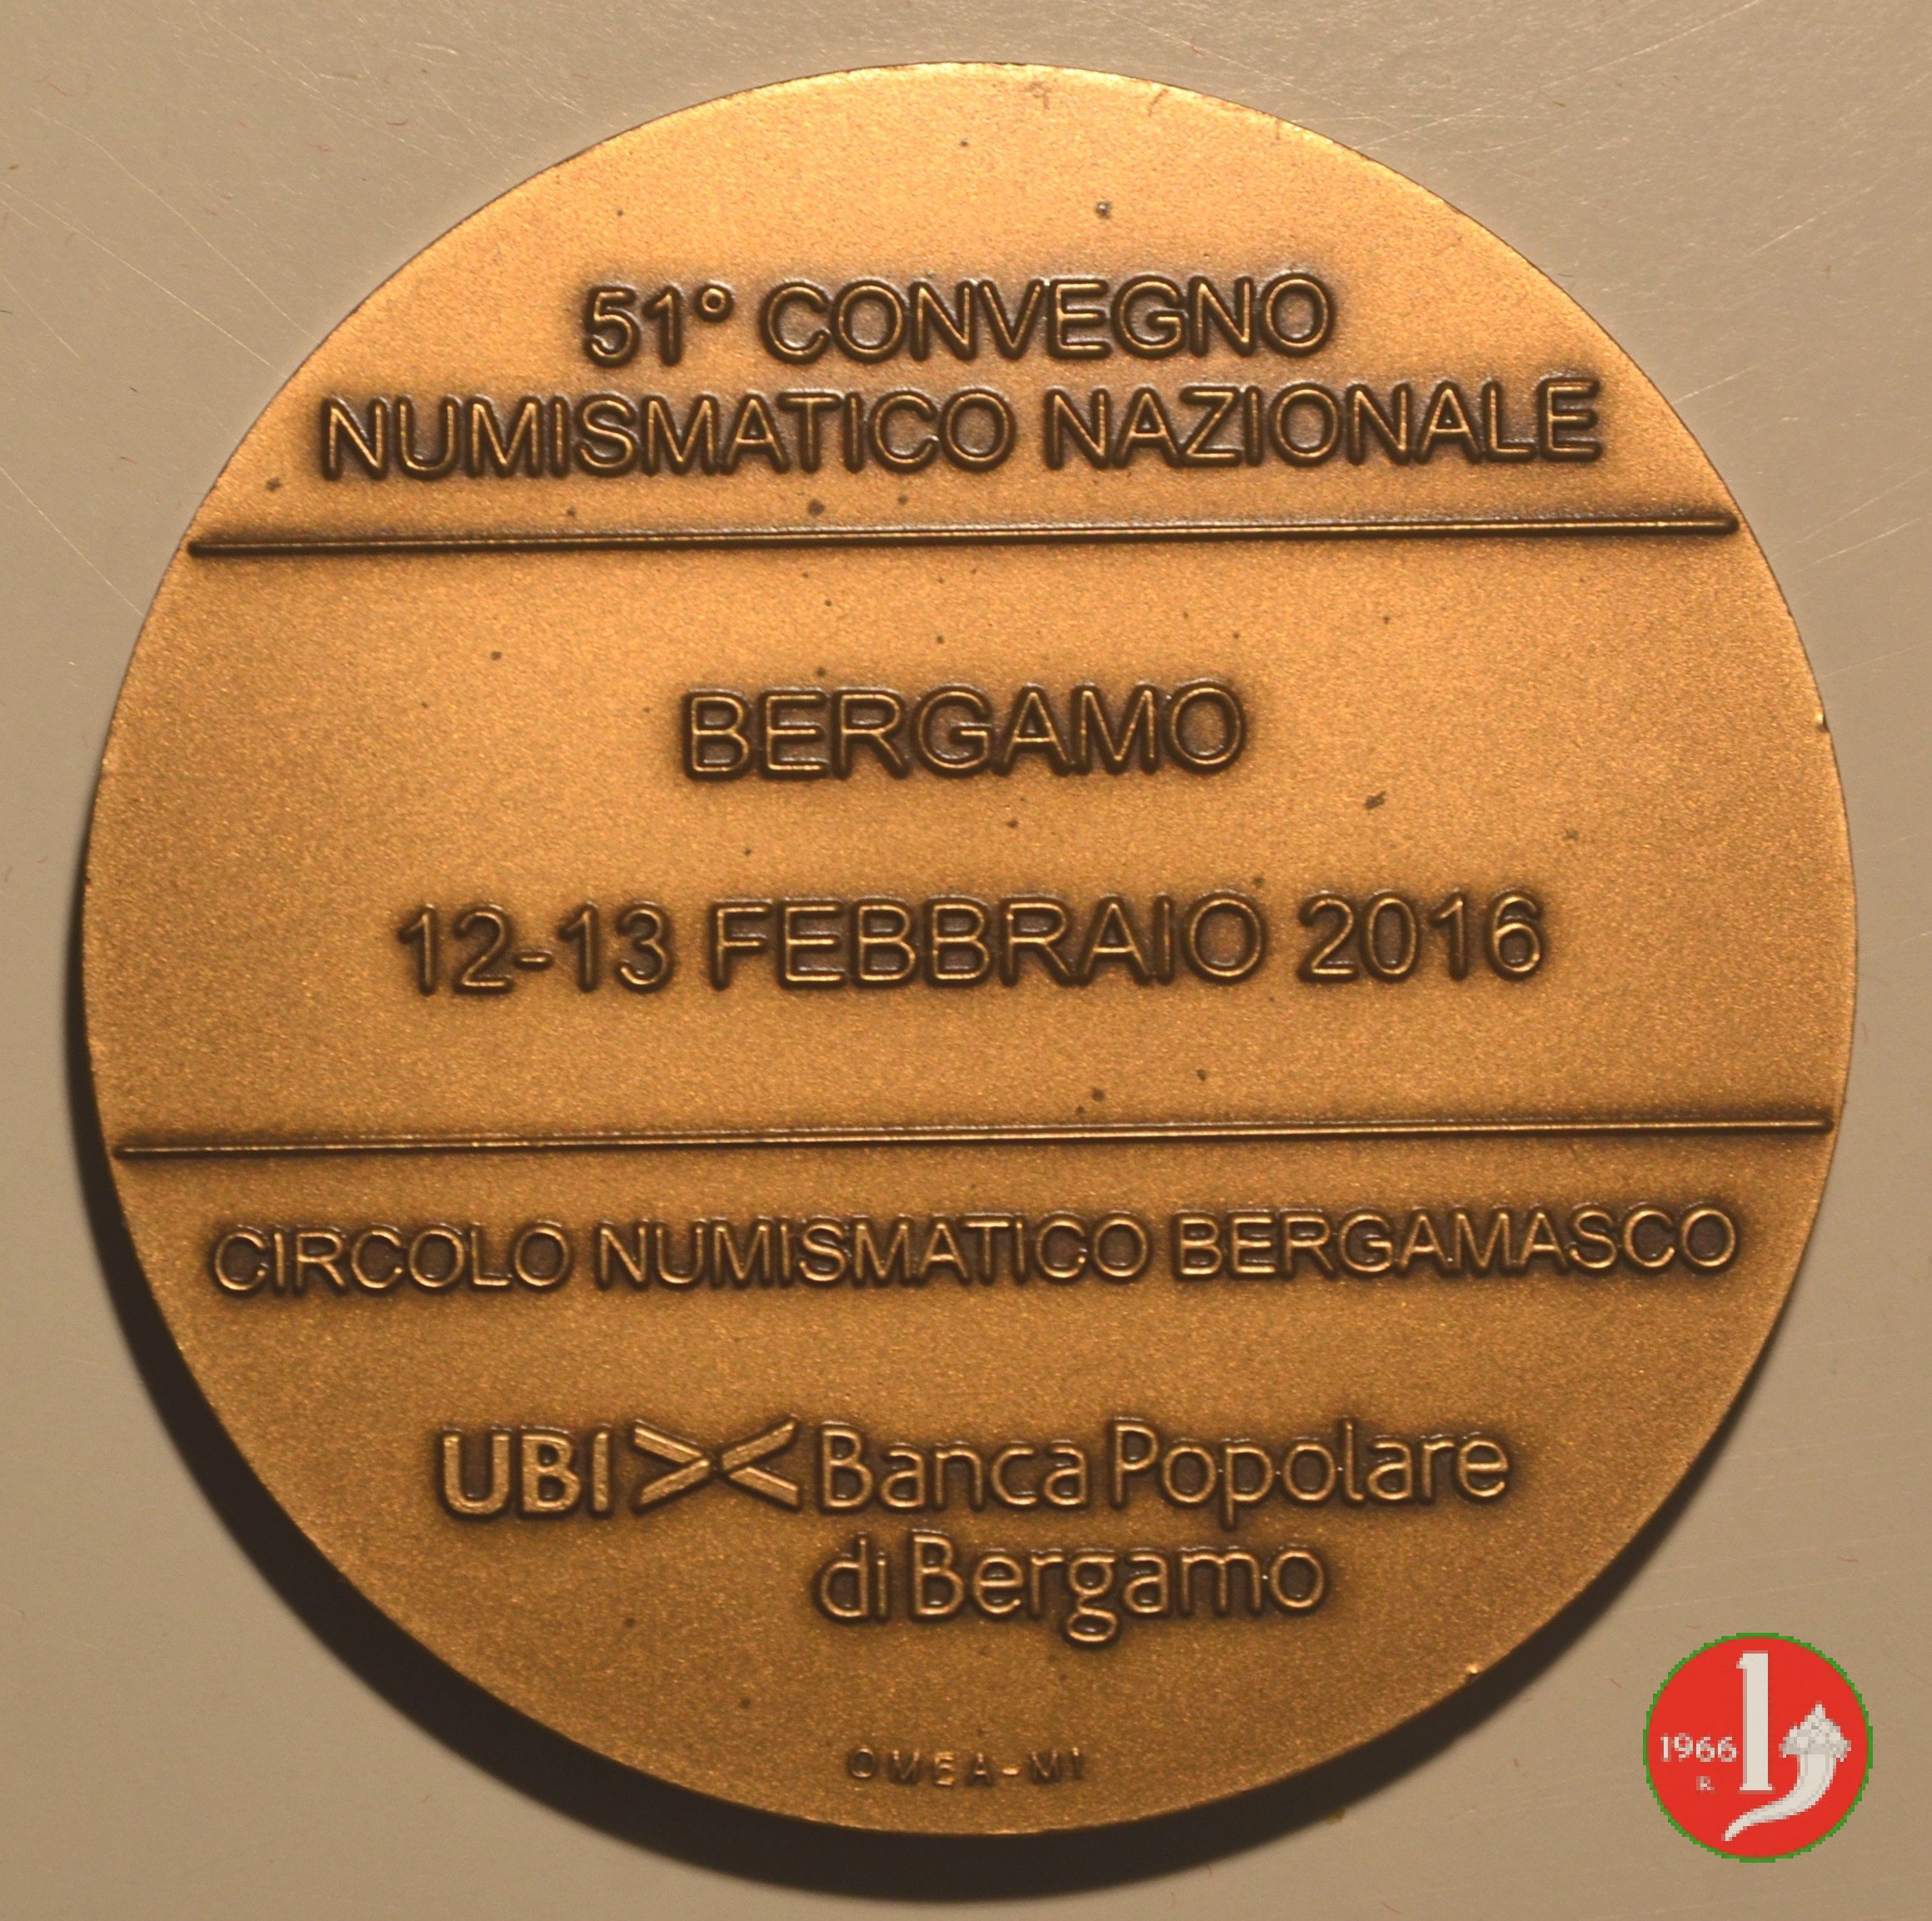 51° CONVEGNO
NUMISMATICO NAZIONALE
BERGAMO
12-13 FEBBRAIO 2016
CIRCOLO NUMISMATICO BERGAMASCO
UBI Banca Popolare
di Bergamo
OMEA-MI
1966 1
R